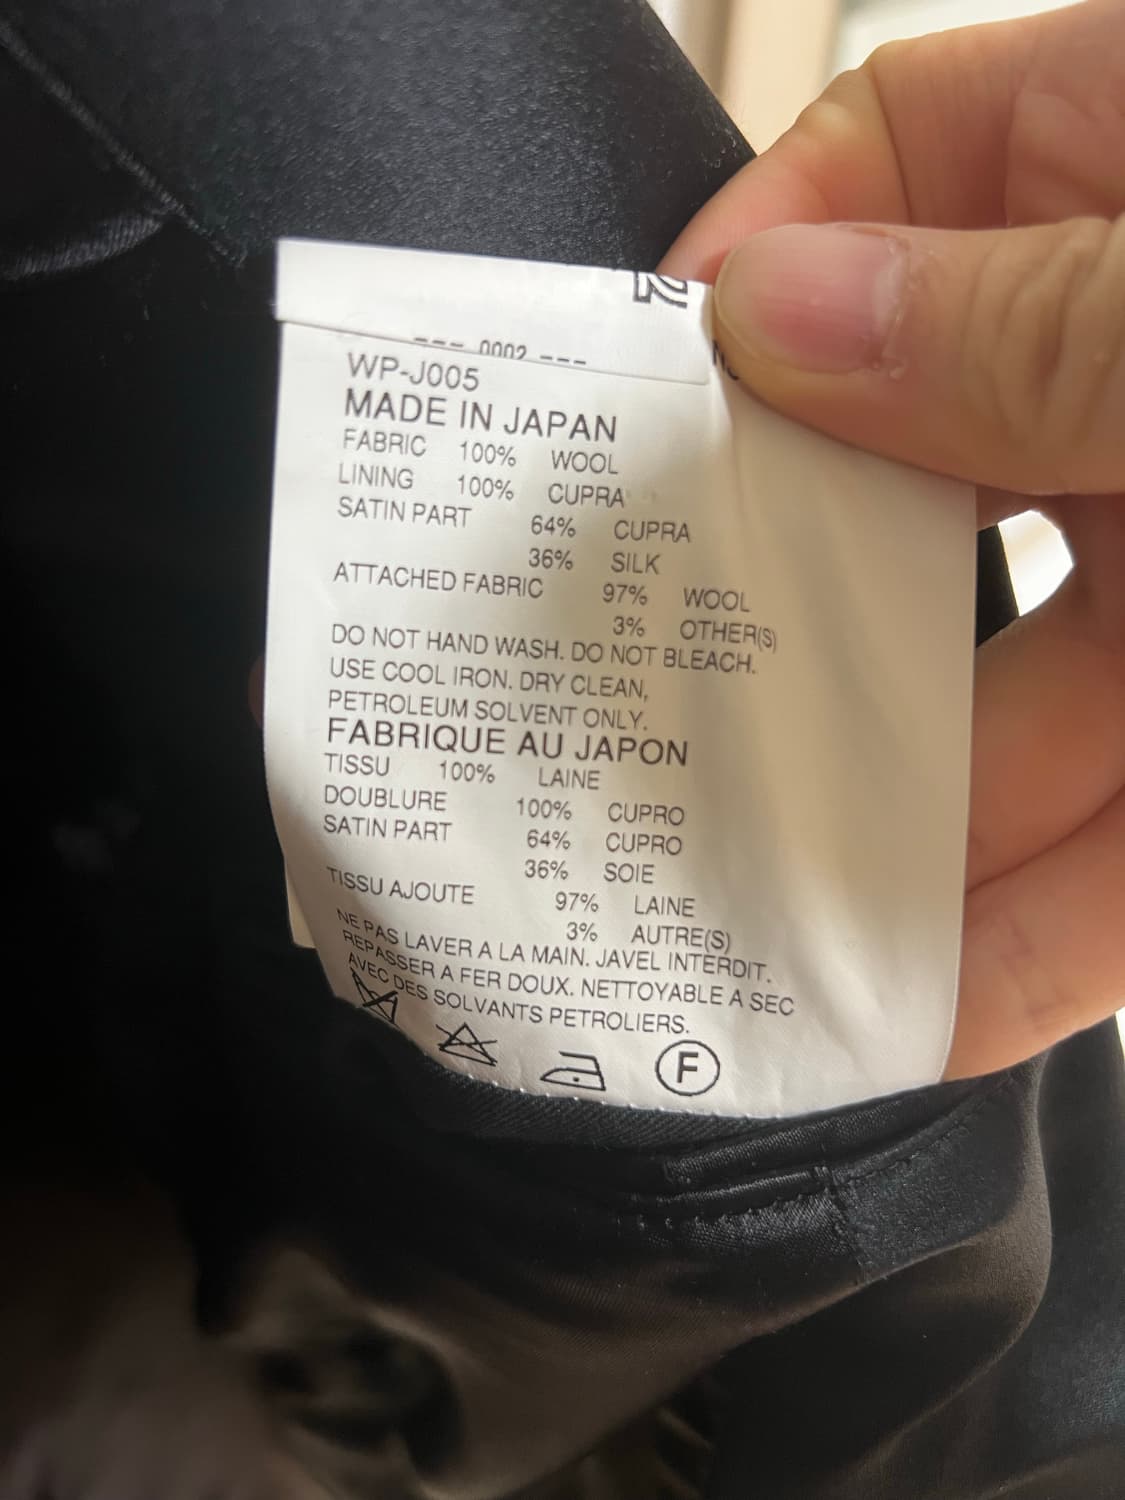 --- 0002 ---
WP-J005
MADE IN JAPAN
FABRIC 100% WOOL
LINING 100% CUPRA
SATIN PART 64% CUPRA
36% SILK
ATTACHED FABRIC 97% WOOL
3% OTHER(S)
DO NOT HAND WASH. DO NOT BLEACH.
USE COOL IRON. DRY CLEAN,
PETROLEUM SOLVENT ONLY.
FABRIQUE AU JAPON
TISSU 100% LAINE
DOUBLURE 100% CUPRO
SATIN PART 64% CUPRO
36% SOIE
TISSU AJOUTE 97% LAINE
3% AUTRE(S)
NE PAS LAVER A LA MAIN. JAVEL INTERDIT.
REPASSER A FER DOUX. NETTOYABLE A SEC
AVEC DES SOLVANTS PETROLIERS.
F